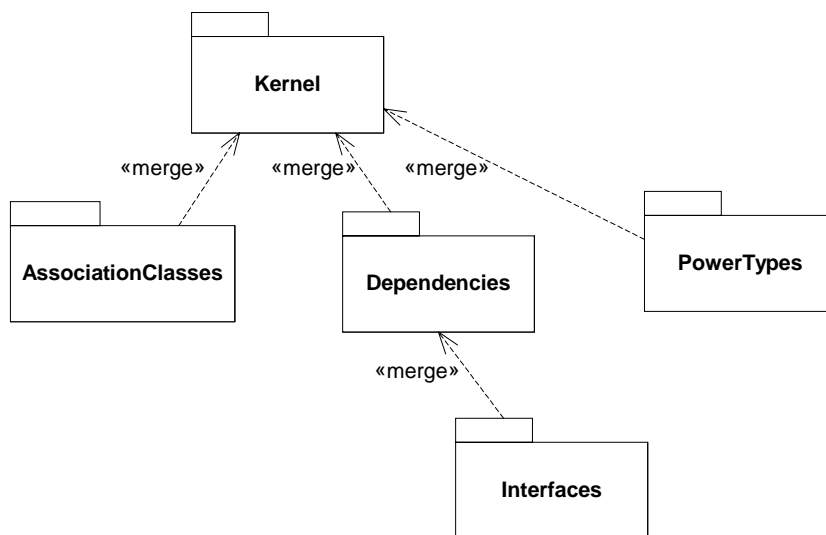 Kernel
«merge»
«merge»
«merge»
AssociationClasses
Dependencies
PowerTypes
«merge»
Interfaces